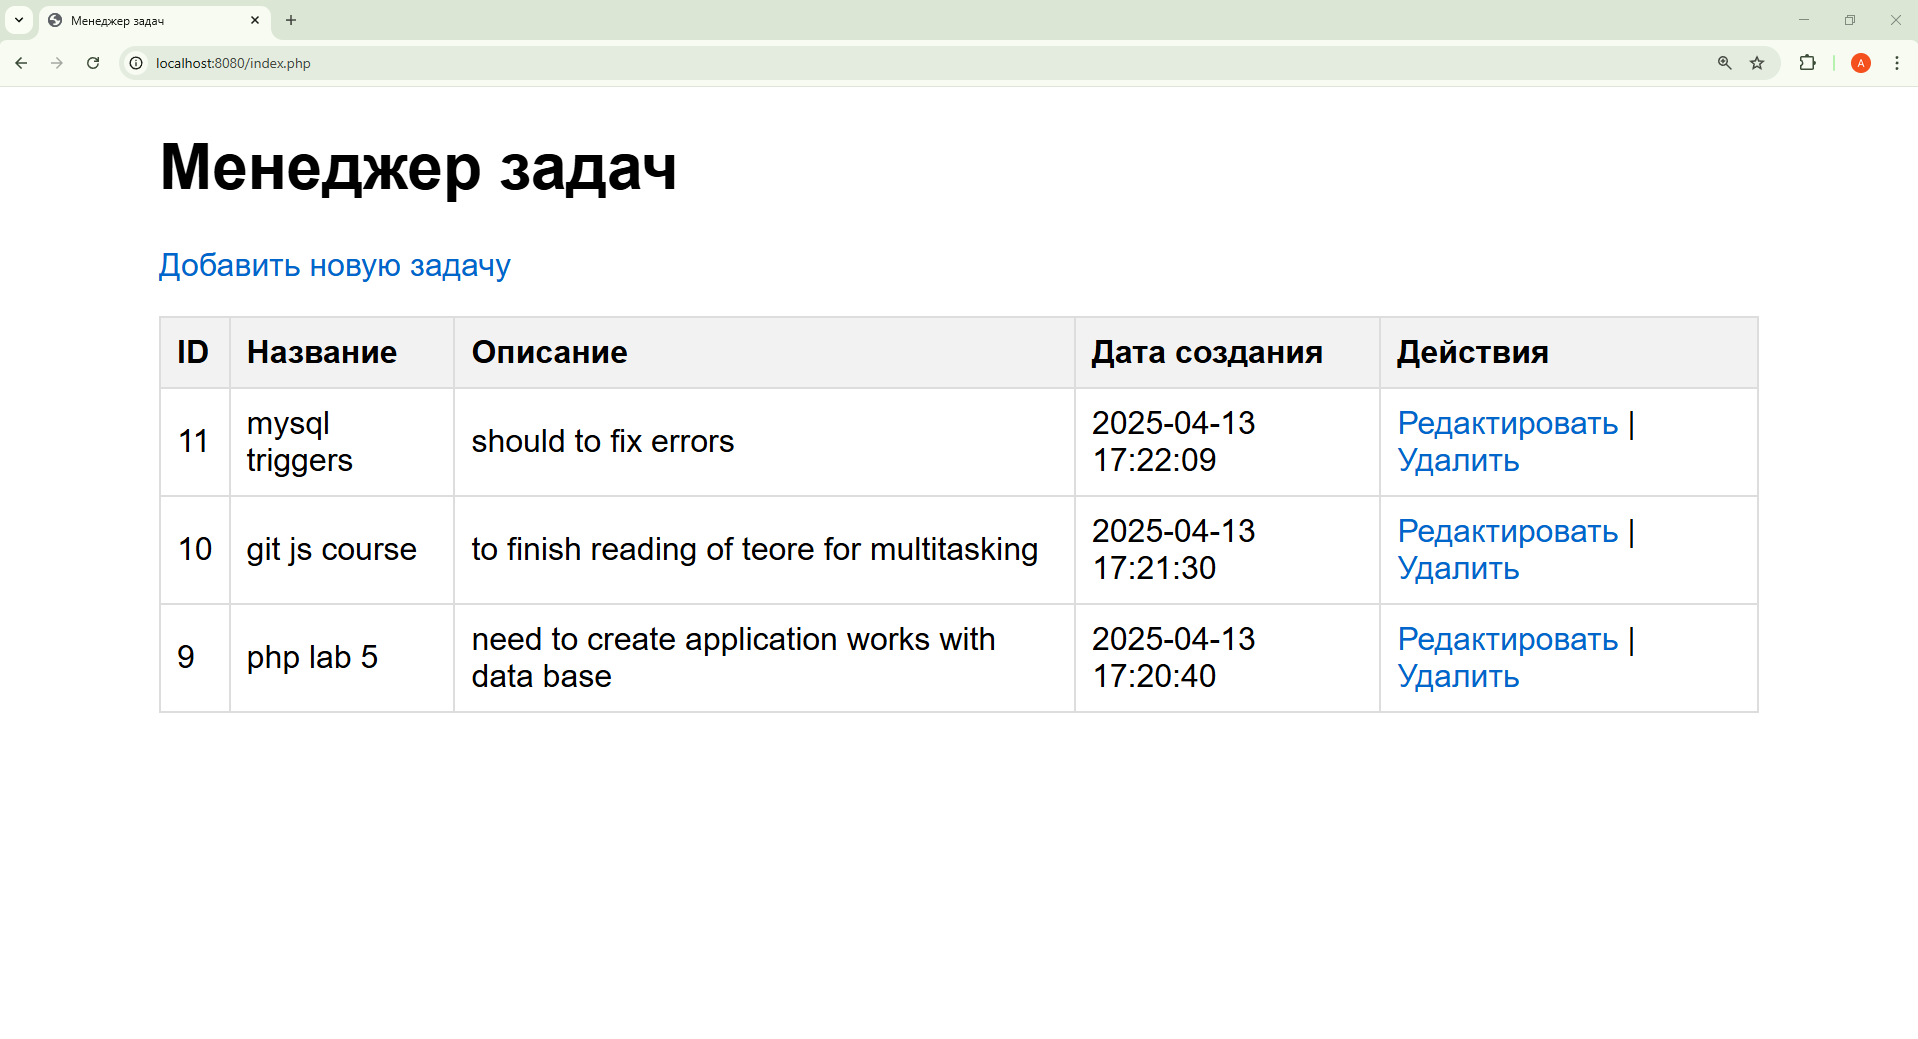 Менеджер задач
localhost:8080/index.php
A
Менеджер задач
Добавить новую задачу
ID Название Описание Дата создания Действия
11 mysql triggers should to fix errors 2025-04-13 17:22:09 Редактировать | Удалить
10 git js course to finish reading of teore for multitasking 2025-04-13 17:21:30 Редактировать | Удалить
9 php lab 5 need to create application works with data base 2025-04-13 17:20:40 Редактировать | Удалить